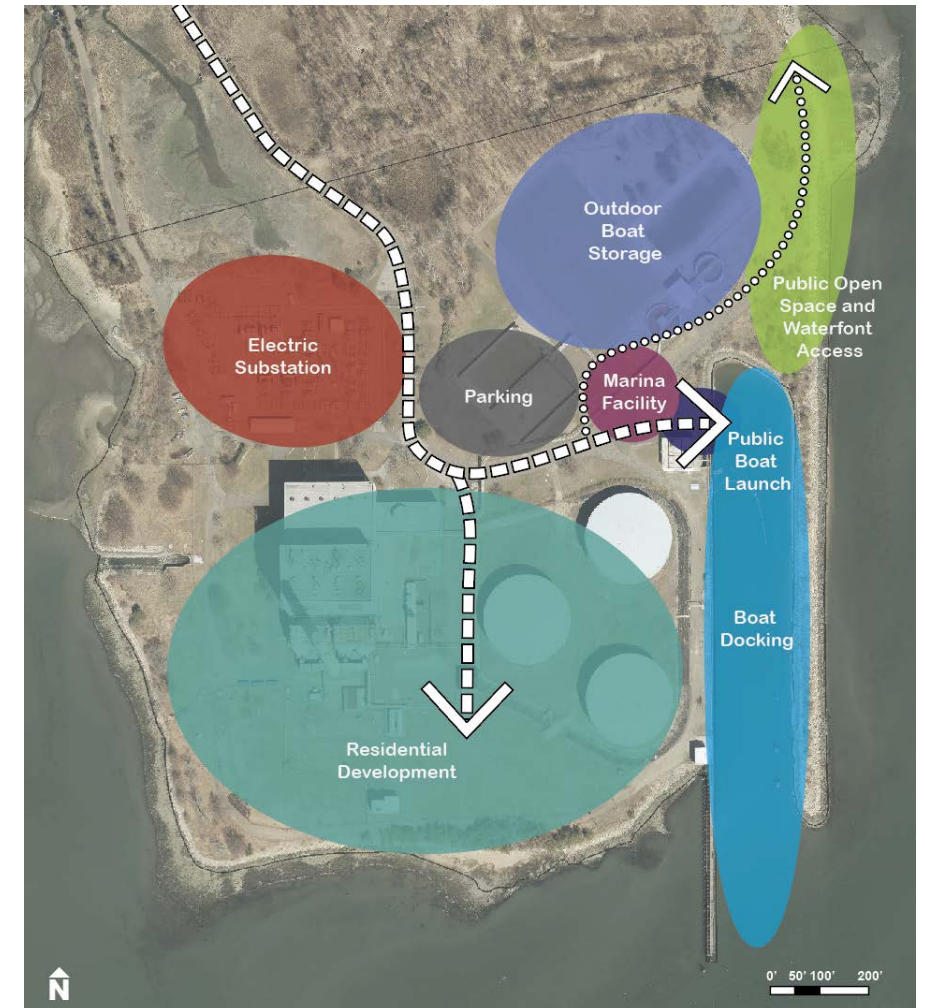 Outdoor
Boat
Storage
Public Open
Space and
Waterfont
Access
Electric
Substation
Parking
Marina
Facility
Public
Boat
Launch
Boat
Docking
Residential
Development
N
0' 50' 100' 200'